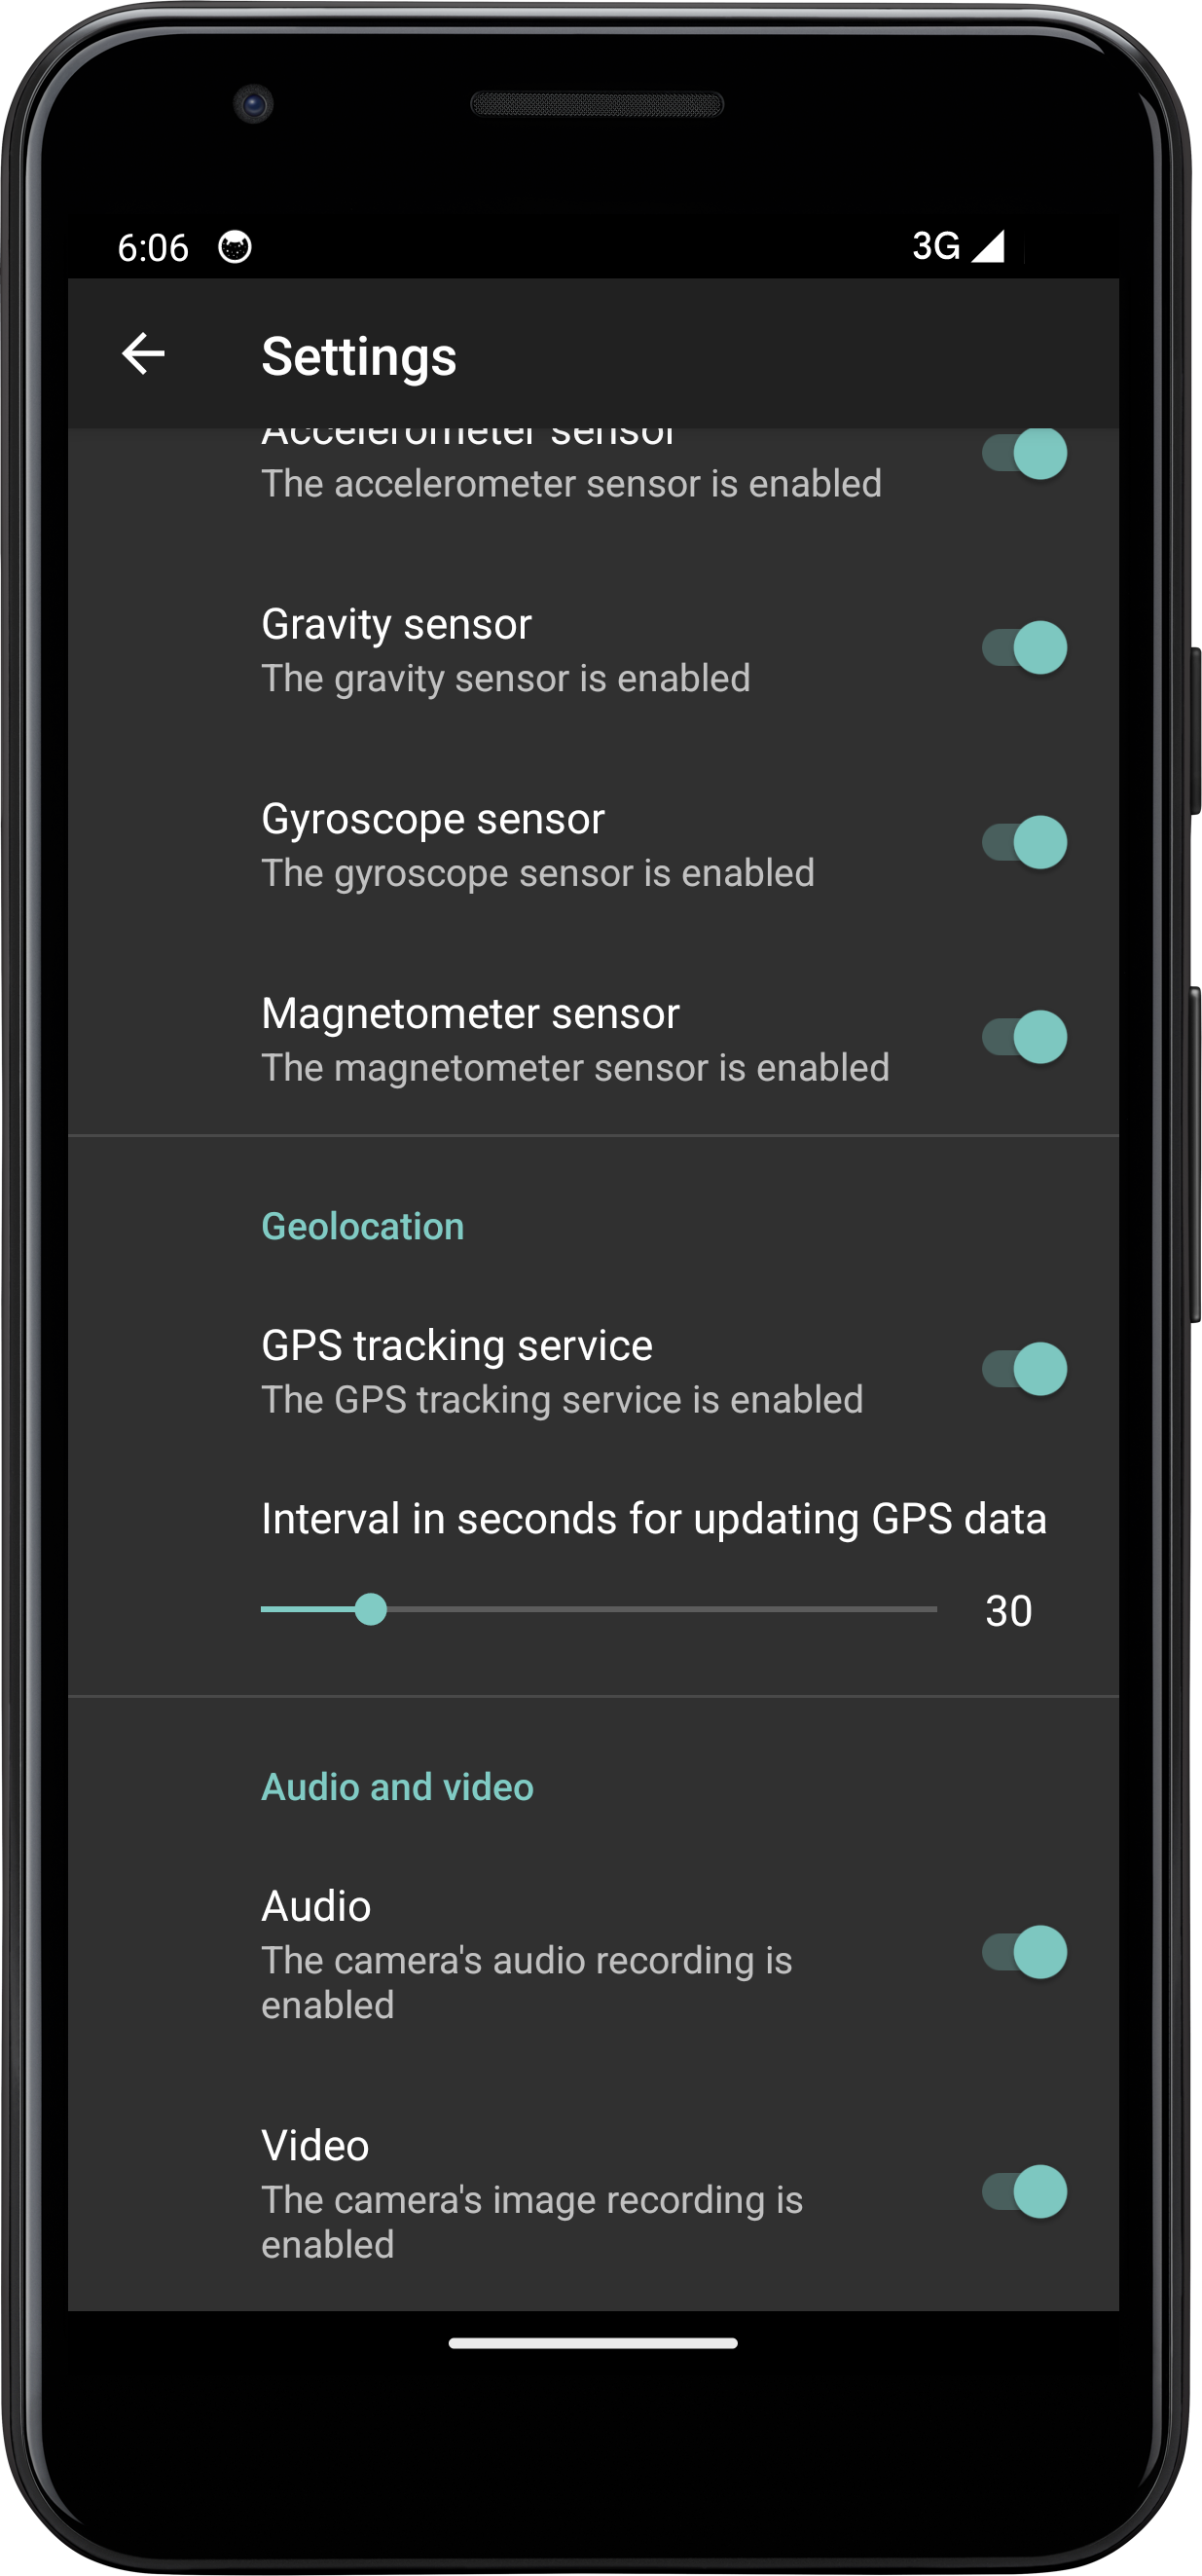 6:06
3G
Settings
Accelerometer sensor
The accelerometer sensor is enabled
Gravity sensor
The gravity sensor is enabled
Gyroscope sensor
The gyroscope sensor is enabled
Magnetometer sensor
The magnetometer sensor is enabled
Geolocation
GPS tracking service
The GPS tracking service is enabled
Interval in seconds for updating GPS data
30
Audio and video
Audio
The camera's audio recording is
enabled
Video
The camera's image recording is
enabled